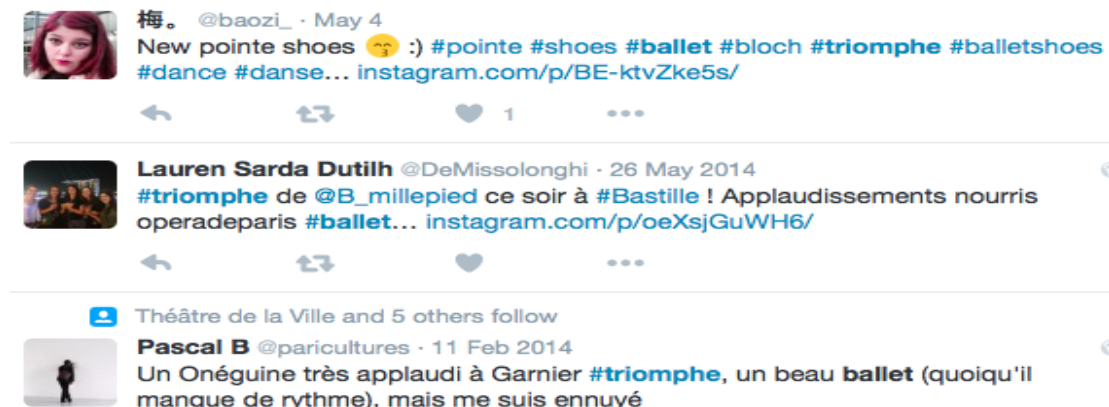 梅。 @baozi_ · May 4
New pointe shoes 😙 :) #pointe #shoes #ballet #bloch #triomphe #balletshoes
#dance #danse... instagram.com/p/BE-ktvZke5s/
1
Lauren Sarda Dutilh @DeMissolonghi · 26 May 2014
#triomphe de @B_millepied ce soir à #Bastille ! Applaudissements nourris
operadeparis #ballet... instagram.com/p/oeXsjGuWH6/
Théâtre de la Ville and 5 others follow
Pascal B @paricultures · 11 Feb 2014
Un Onéguine très applaudi à Garnier #triomphe, un beau ballet (quoiqu'il
manque de rythme), mais me suis ennuyé